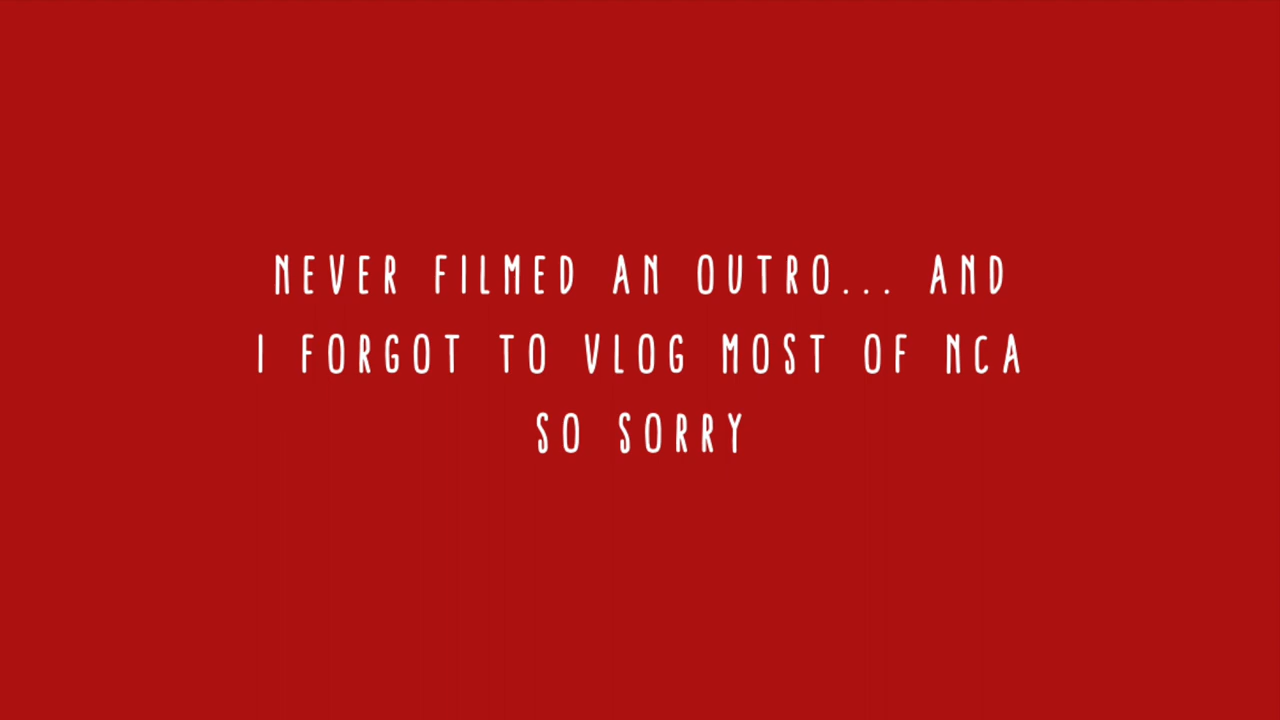 NEVER FILMED AN OUTRO... AND
I FORGOT TO VLOG MOST OF NCA
SO SORRY